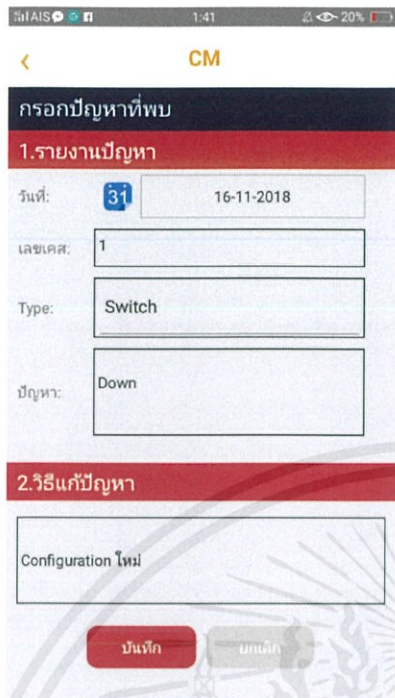 AIS 1:41 20%
CM
กรอกปัญหาที่พบ
1.รายงานปัญหา
วันที่: 31 16-11-2018
เลขเคส: 1
Type: Switch
ปัญหา: Down
2.วิธีแก้ปัญหา
Configuration ใหม่
บันทึก ยกเลิก